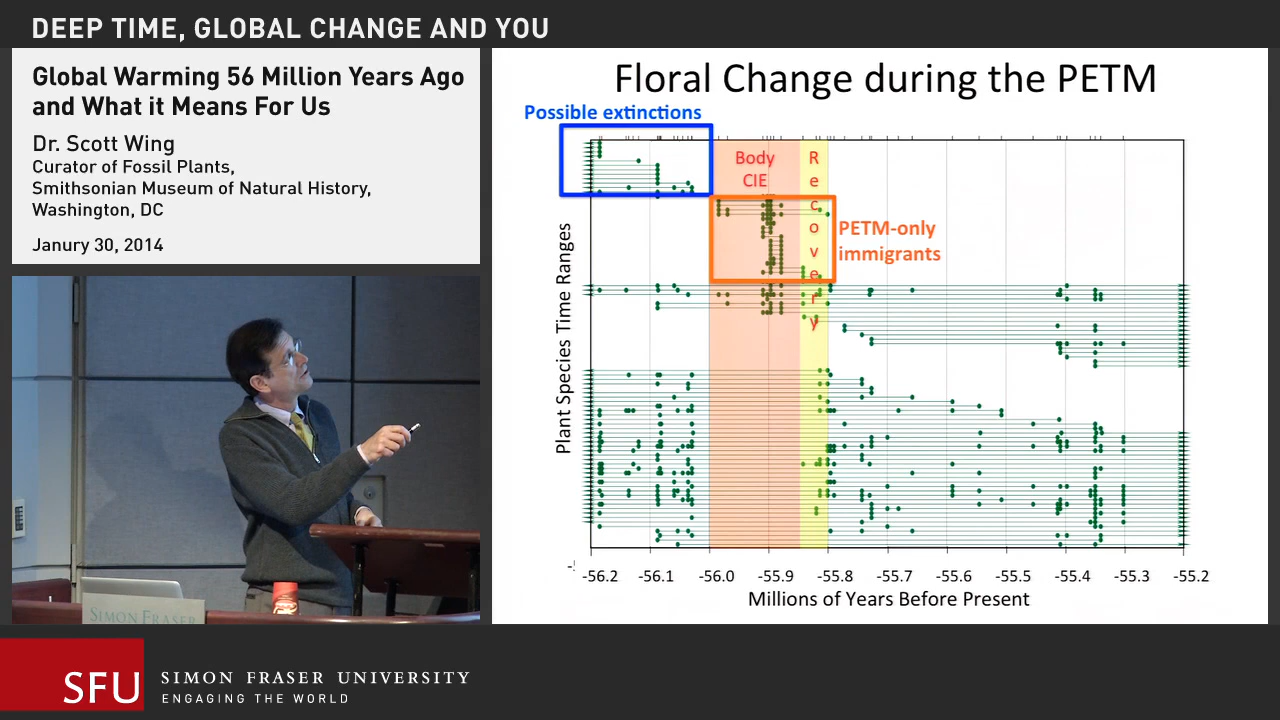 DEEP TIME, GLOBAL CHANGE AND YOU
Global Warming 56 Million Years Ago
and What it Means For Us
Dr. Scott Wing
Curator of Fossil Plants,
Smithsonian Museum of Natural History,
Washington, DC
Janury 30, 2014
Floral Change during the PETM
Possible extinctions
Body
CIE
R
e
c
o
v
e
r
y
PETM-only
immigrants
Plant Species Time Ranges
-56.2 -56.1 -56.0 -55.9 -55.8 -55.7 -55.6 -55.5 -55.4 -55.3 -55.2
Millions of Years Before Present
SIMON FRASER
SFU
SIMON FRASER UNIVERSITY
ENGAGING THE WORLD